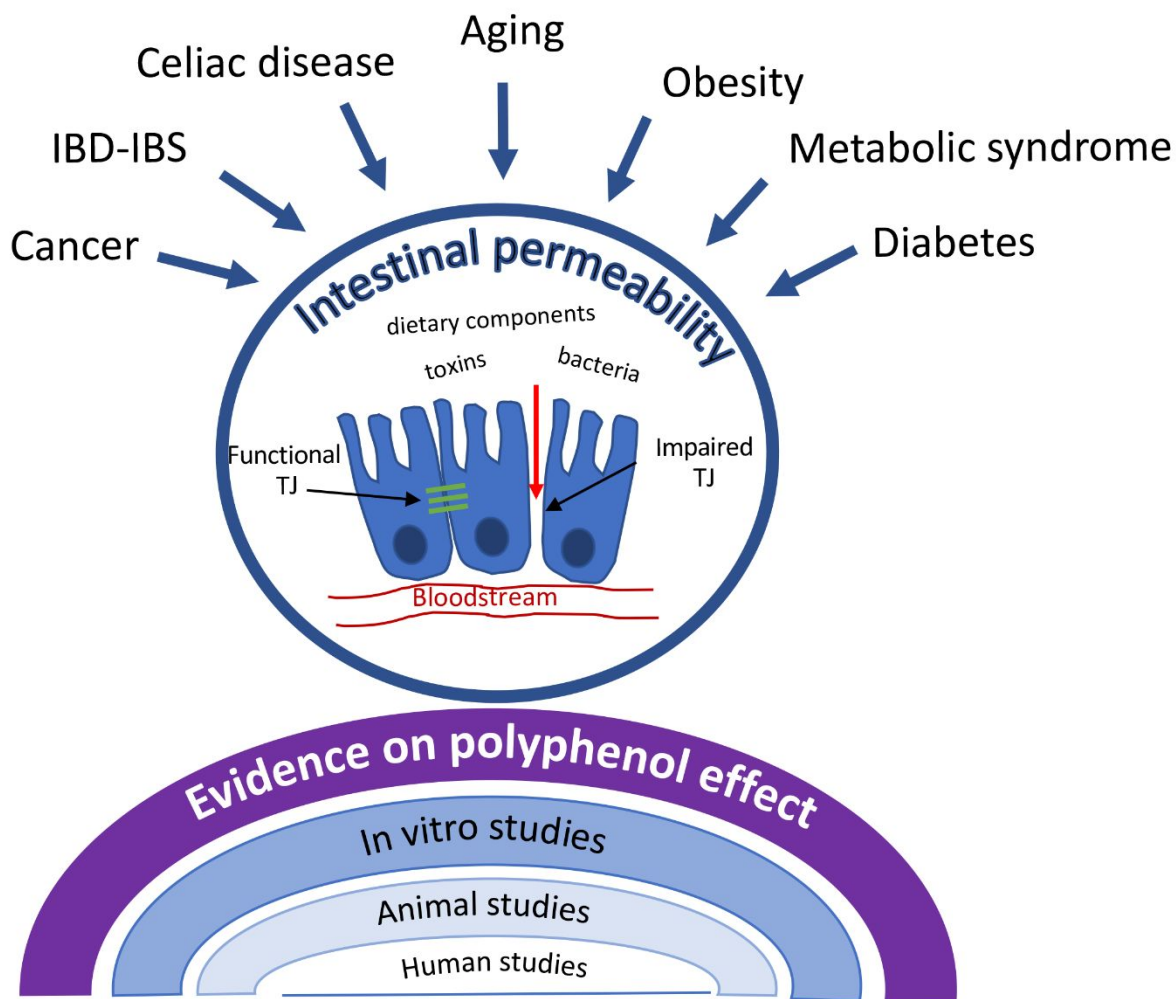 Aging
Celiac disease
Obesity
IBD-IBS
Metabolic syndrome
Cancer
Diabetes
Intestinal permeability
dietary components
toxins
bacteria
Functional
TJ
Impaired
TJ
Bloodstream
Evidence on polyphenol effect
In vitro studies
Animal studies
Human studies